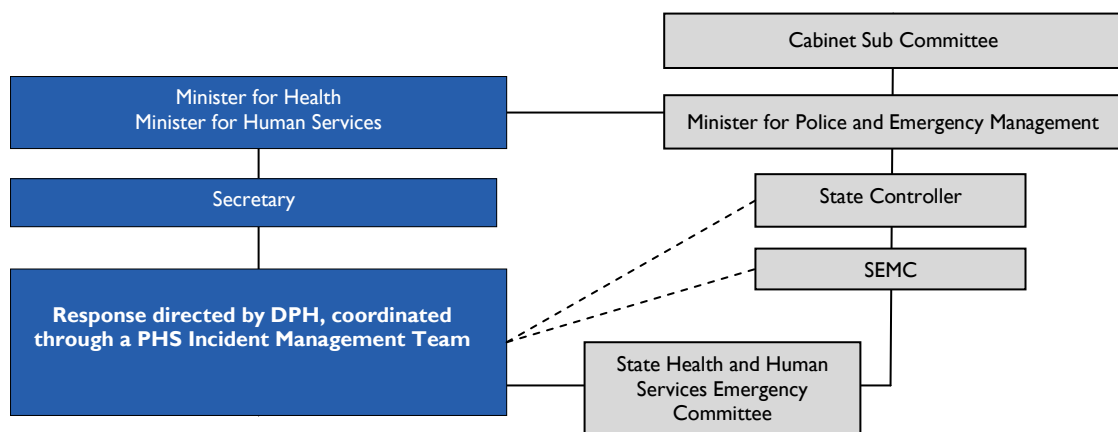 Cabinet Sub Committee
Minister for Health
Minister for Human Services
Minister for Police and Emergency Management
Secretary
State Controller
SEMC
Response directed by DPH, coordinated
through a PHS Incident Management Team
State Health and Human
Services Emergency
Committee